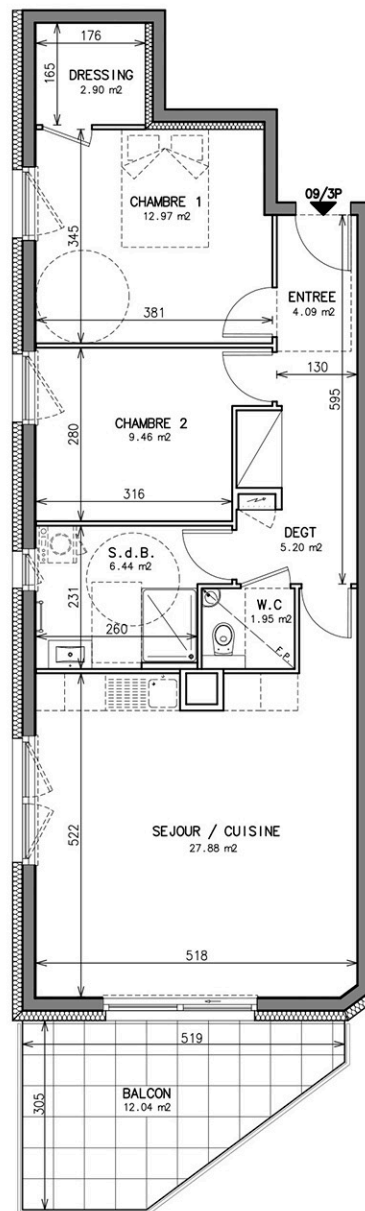 176
165
DRESSING
2.90 m2
09/3P
CHAMBRE 1
12.97 m2
345
381
ENTREE
4.09 m2
130
595
CHAMBRE 2
9.46 m2
280
316
DEGT
5.20 m2
S.d.B.
6.44 m2
231
260
W.C
1.95 m2
F.P.
SEJOUR / CUISINE
27.88 m2
522
518
519
BALCON
12.04 m2
305